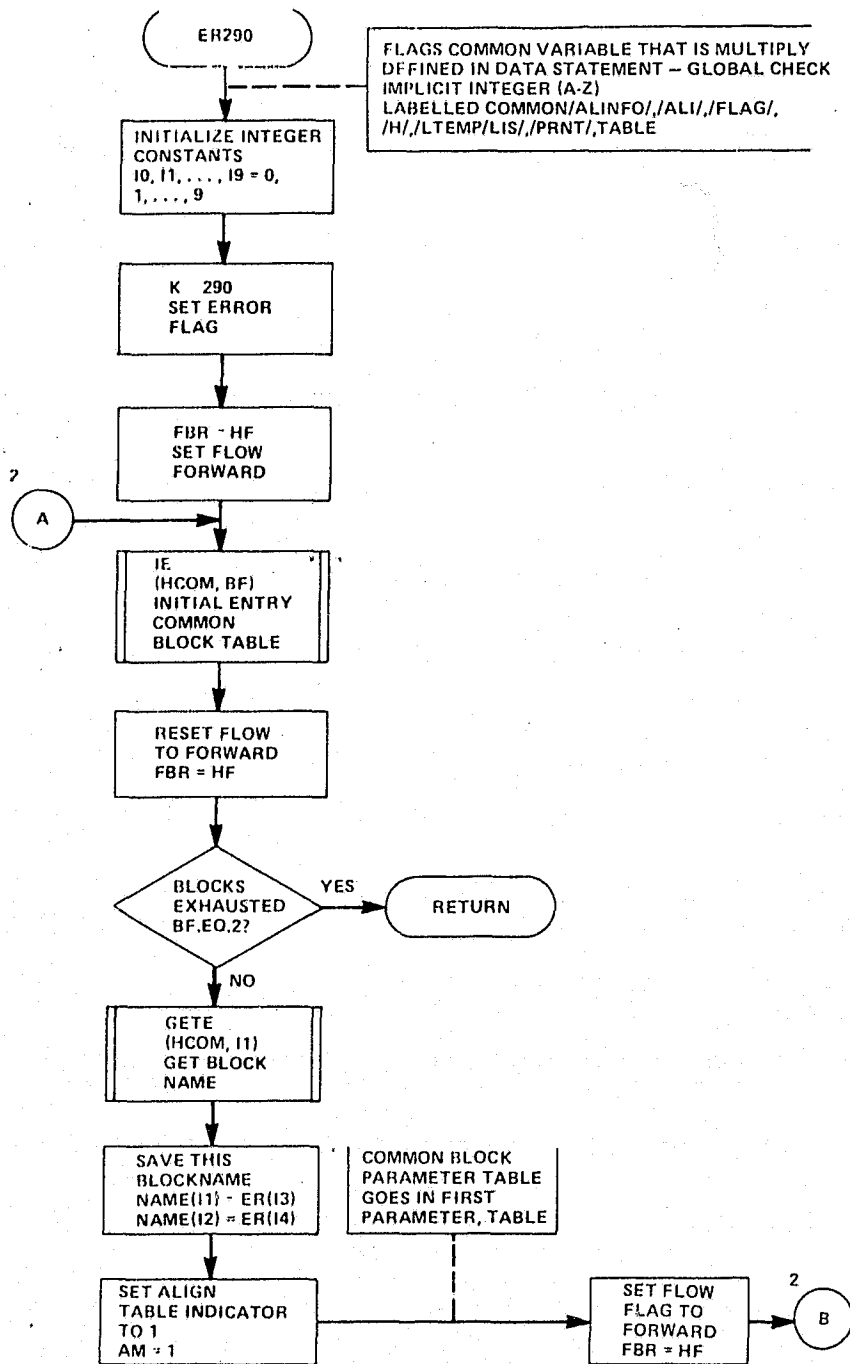 ER290
FLAGS COMMON VARIABLE THAT IS MULTIPLY
DEFINED IN DATA STATEMENT – GLOBAL CHECK
IMPLICIT INTEGER (A-Z)
LABELLED COMMON/ALINFO/,/ALI/,/FLAG/,
/H/,/LTEMP/LIS/,/PRNT/,TABLE
INITIALIZE INTEGER
CONSTANTS
I0, I1, . . . , I9 = 0,
1, . . . , 9
K 290
SET ERROR
FLAG
FBR - HF
SET FLOW
FORWARD
2
A
IE
(HCOM, BF)
INITIAL ENTRY
COMMON
BLOCK TABLE
RESET FLOW
TO FORWARD
FBR = HF
BLOCKS
EXHAUSTED
BF.EQ.2?
YES
RETURN
NO
GETE
(HCOM, I1)
GET BLOCK
NAME
SAVE THIS
BLOCKNAME
NAME(I1) - ER(I3)
NAME(I2) = ER(I4)
COMMON BLOCK
PARAMETER TABLE
GOES IN FIRST
PARAMETER, TABLE
SET ALIGN
TABLE INDICATOR
TO 1
AM = 1
SET FLOW
FLAG TO
FORWARD
FBR = HF
2
B